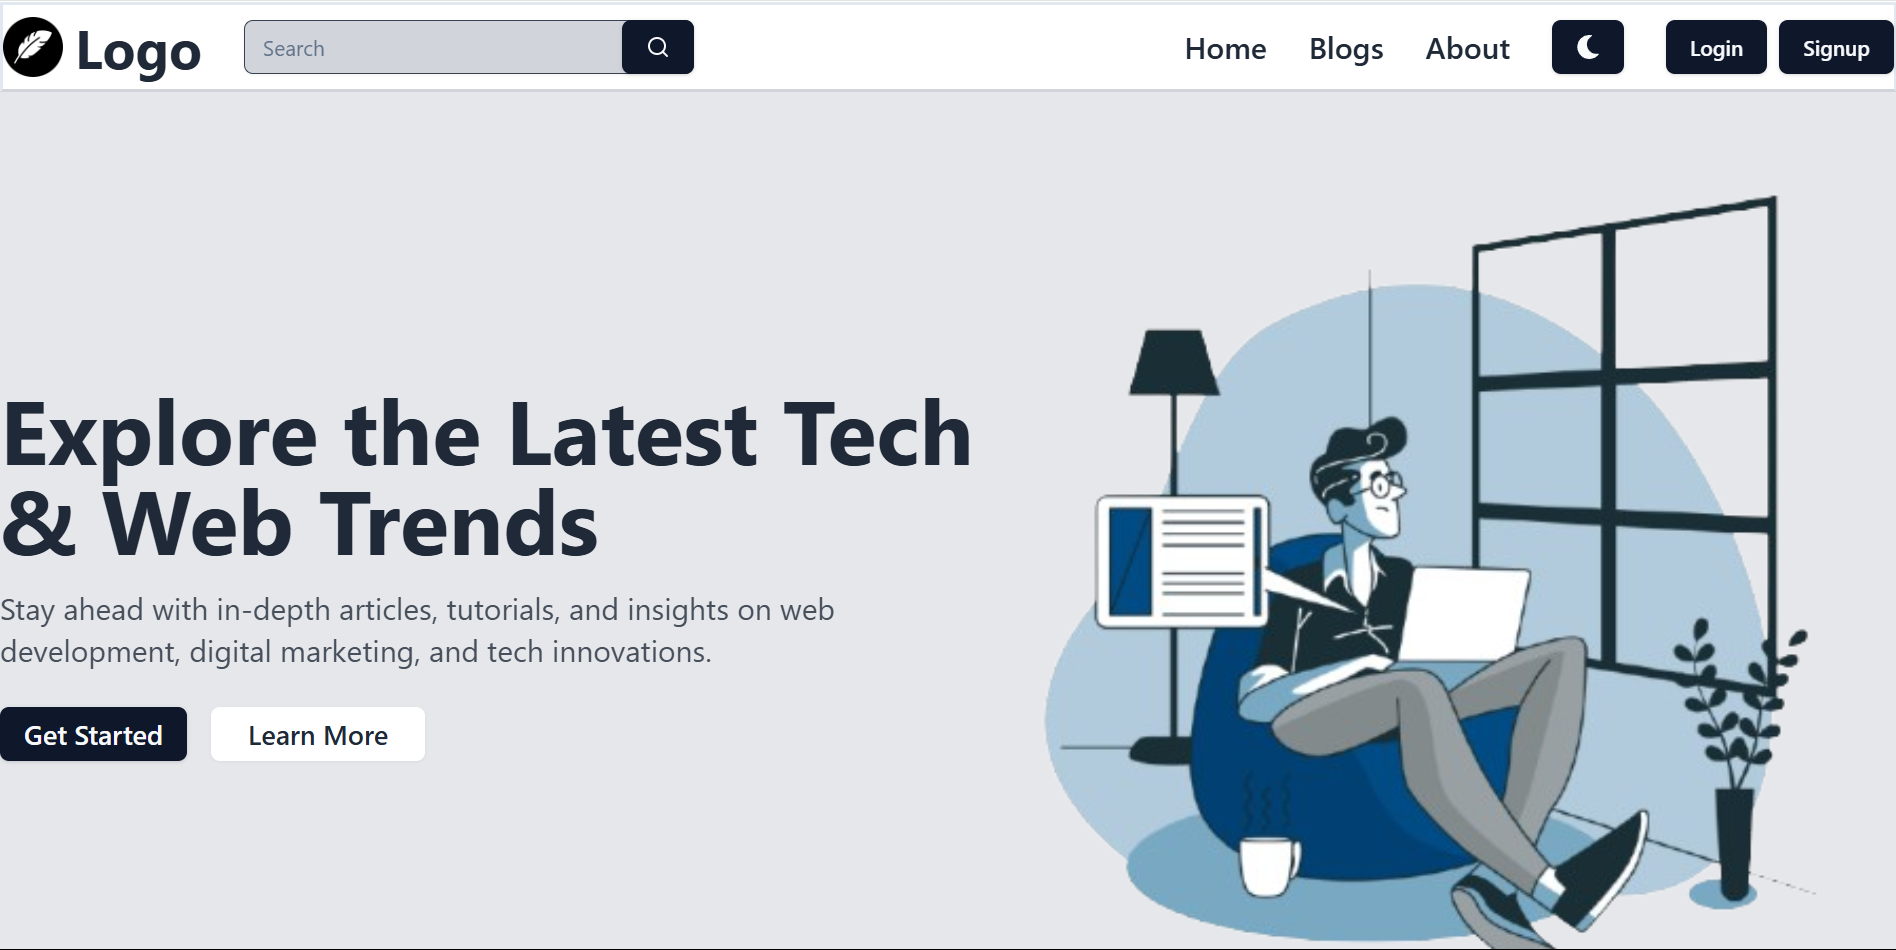 Logo
Search
Home
Blogs
About
Login
Signup
Explore the Latest Tech
& Web Trends
Stay ahead with in-depth articles, tutorials, and insights on web
development, digital marketing, and tech innovations.
Get Started
Learn More